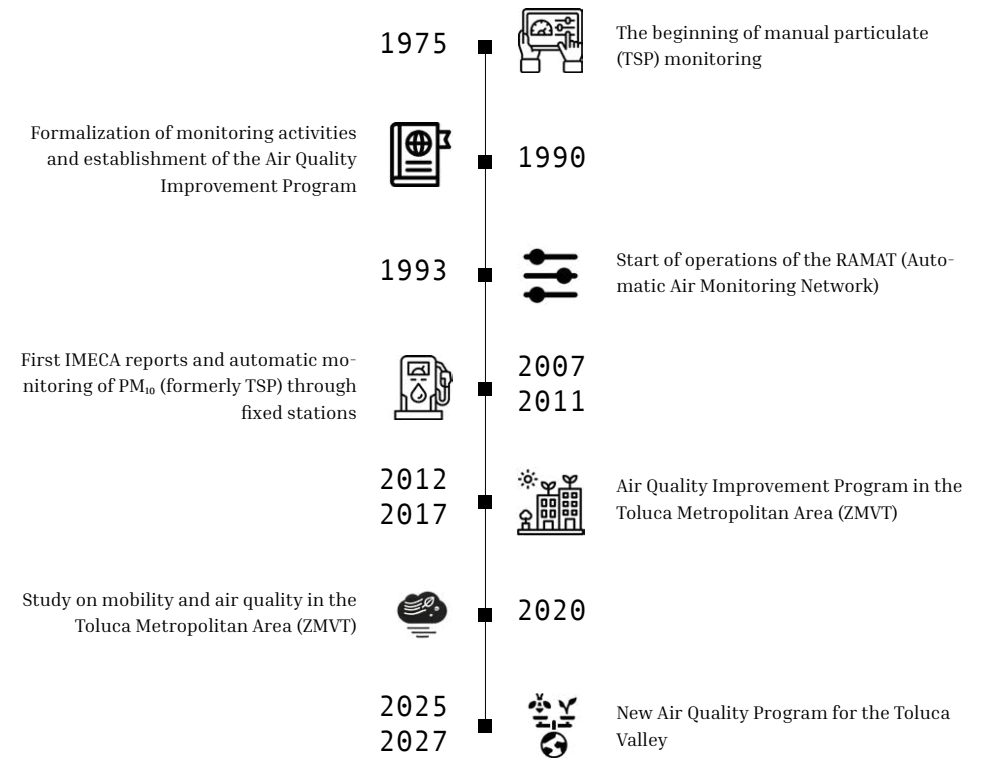 1975
The beginning of manual particulate
(TSP) monitoring
Formalization of monitoring activities
and establishment of the Air Quality
Improvement Program
1990
1993
Start of operations of the RAMAT (Auto-
matic Air Monitoring Network)
First IMECA reports and automatic mo-
nitoring of PM₁₀ (formerly TSP) through
fixed stations
2007
2011
2012
2017
Air Quality Improvement Program in the
Toluca Metropolitan Area (ZMVT)
Study on mobility and air quality in the
Toluca Metropolitan Area (ZMVT)
2020
2025
2027
New Air Quality Program for the Toluca
Valley